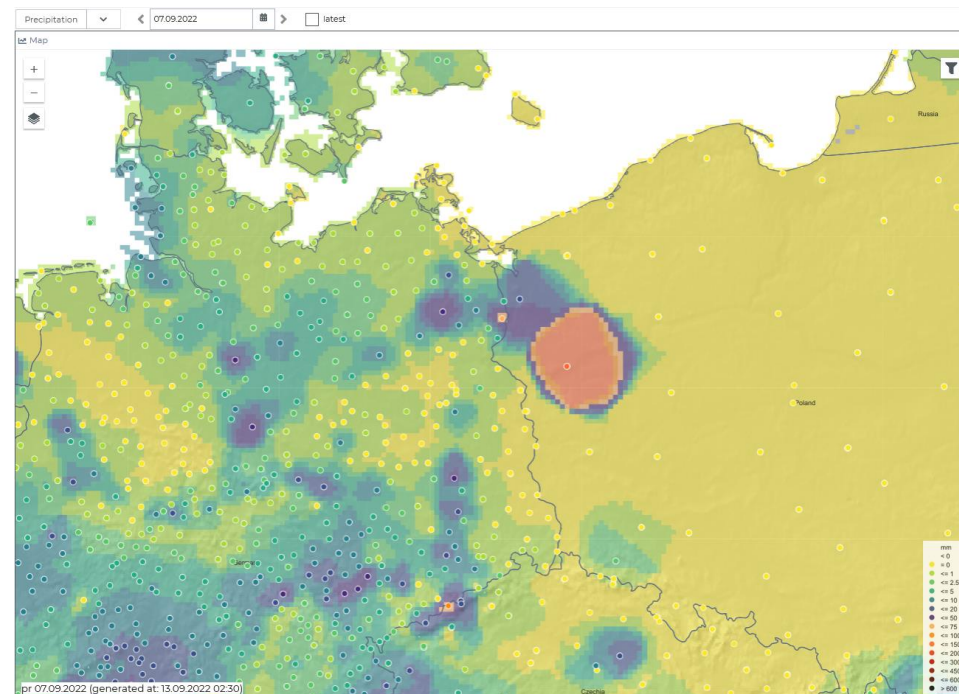 Precipitation
07.09.2022
latest
Map
+
−
Russia
Poland
Czechia
mm
< 0
= 0
<= 1
<= 2.5
<= 5
<= 10
<= 20
<= 50
<= 75
<= 100
<= 150
<= 200
<= 300
<= 450
<= 600
> 600
pr 07.09.2022 (generated at: 13.09.2022 02:30)